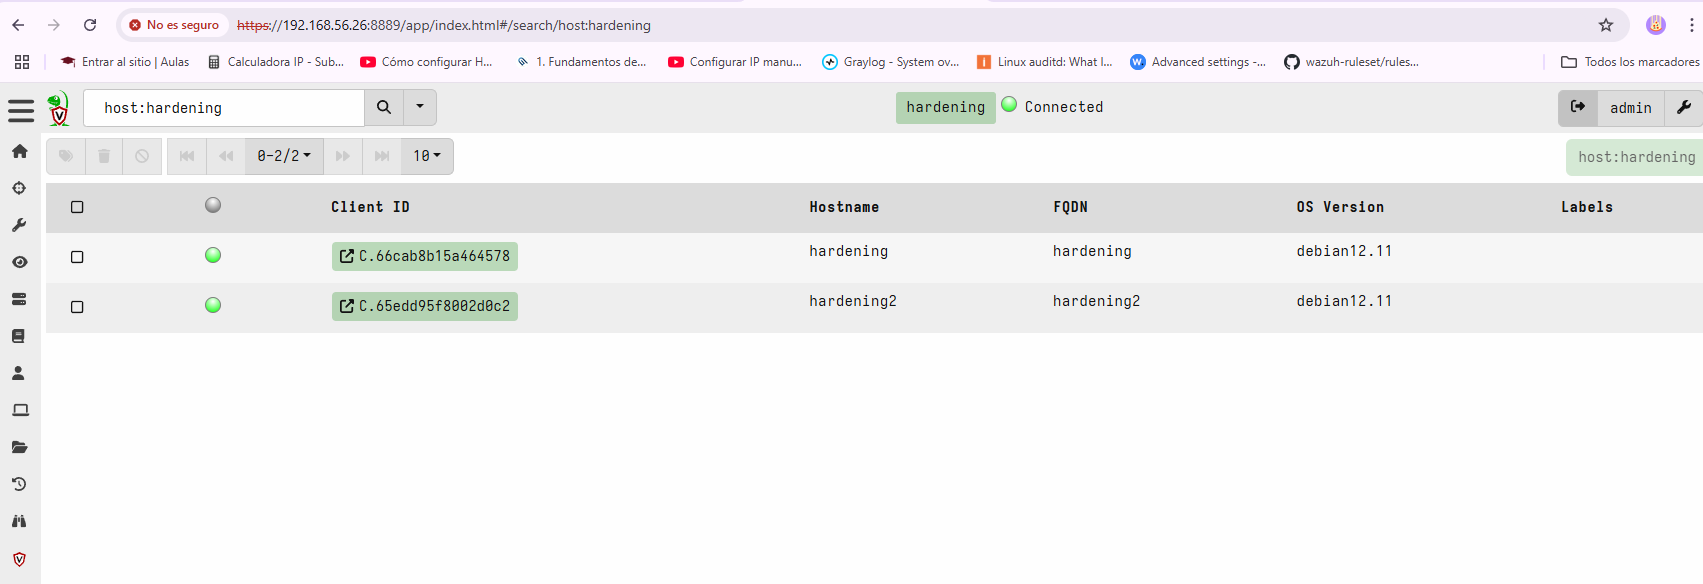 No es seguro https://192.168.56.26:8889/app/index.html#/search/host:hardening
Entrar al sitio | Aulas Calculadora IP - Sub... Cómo configurar H... 1. Fundamentos de... Configurar IP manu... Graylog - System ov... Linux auditd: What I... Advanced settings -... wazuh-ruleset/rules... Todos los marcadores
host:hardening hardening Connected admin
0-2/2 10 host:hardening
Client ID Hostname FQDN OS Version Labels
C.66cab8b15a464578 hardening hardening debian12.11
C.65edd95f8002d0c2 hardening2 hardening2 debian12.11